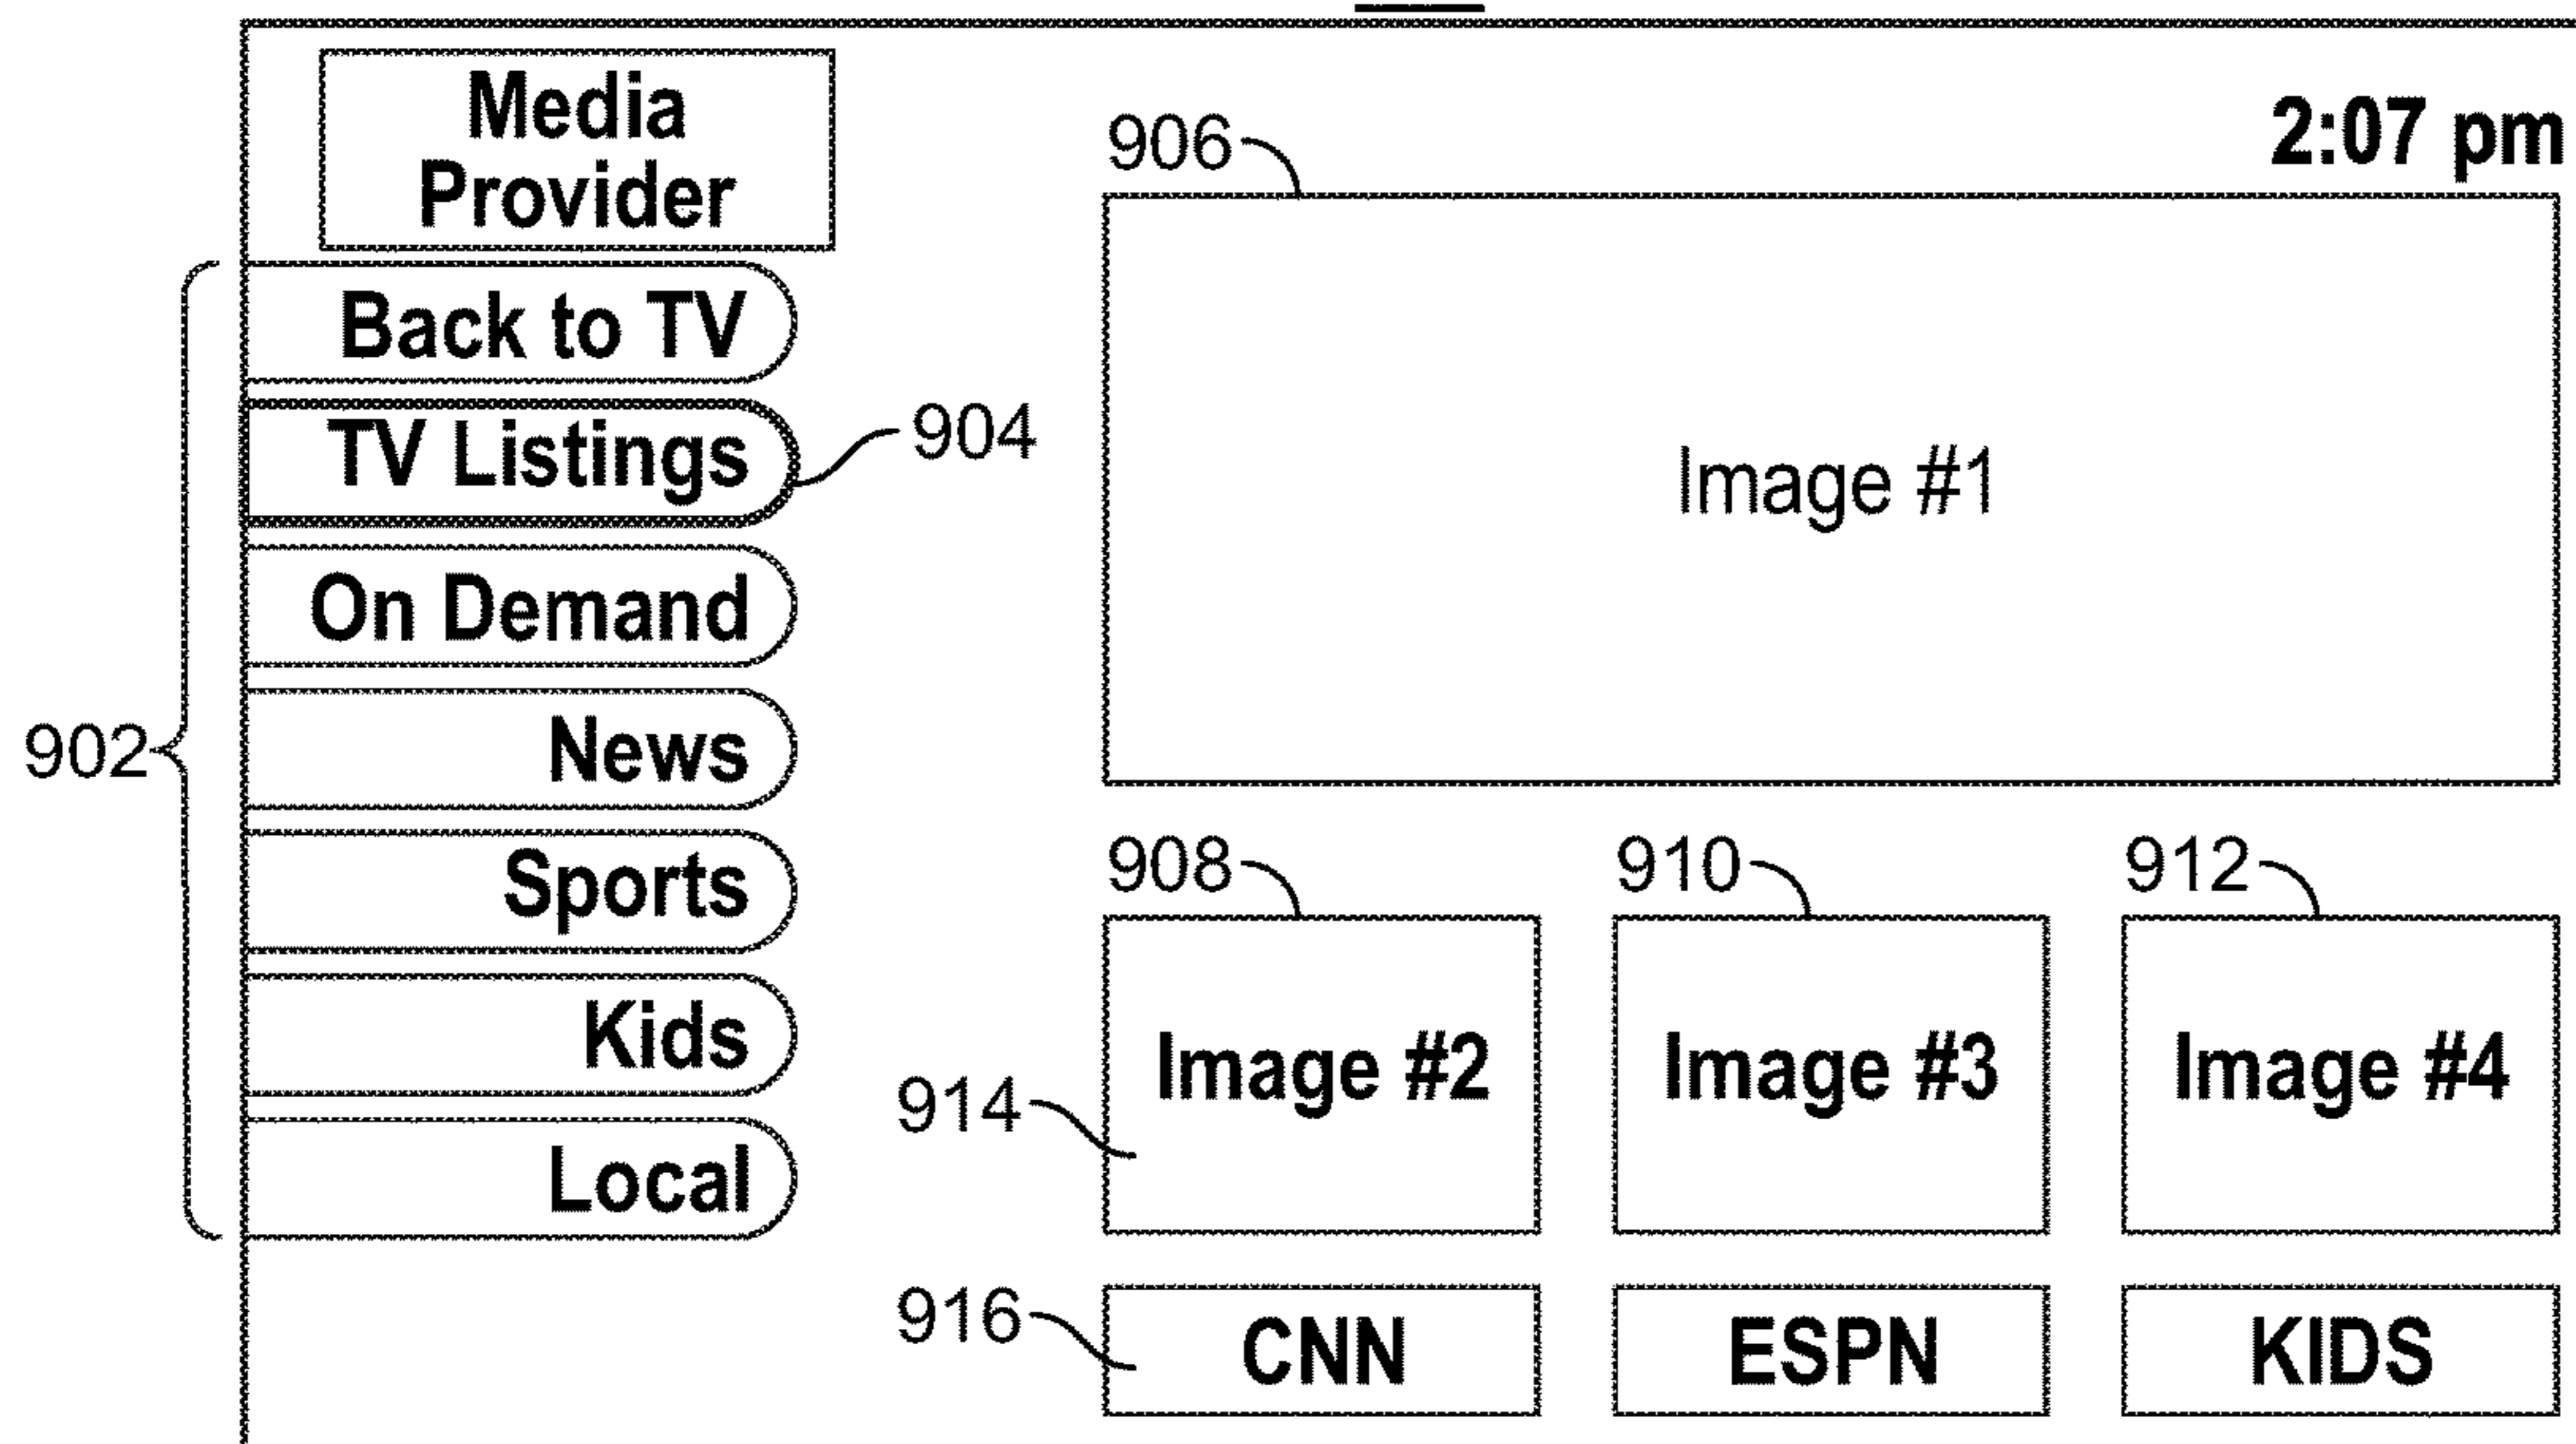 Media
Provider
2:07 pm
906
Back to TV
TV Listings
904
Image #1
On Demand
News
902
Sports
908
910
912
Kids
Image #2
Image #3
Image #4
914
Local
916
CNN
ESPN
KIDS